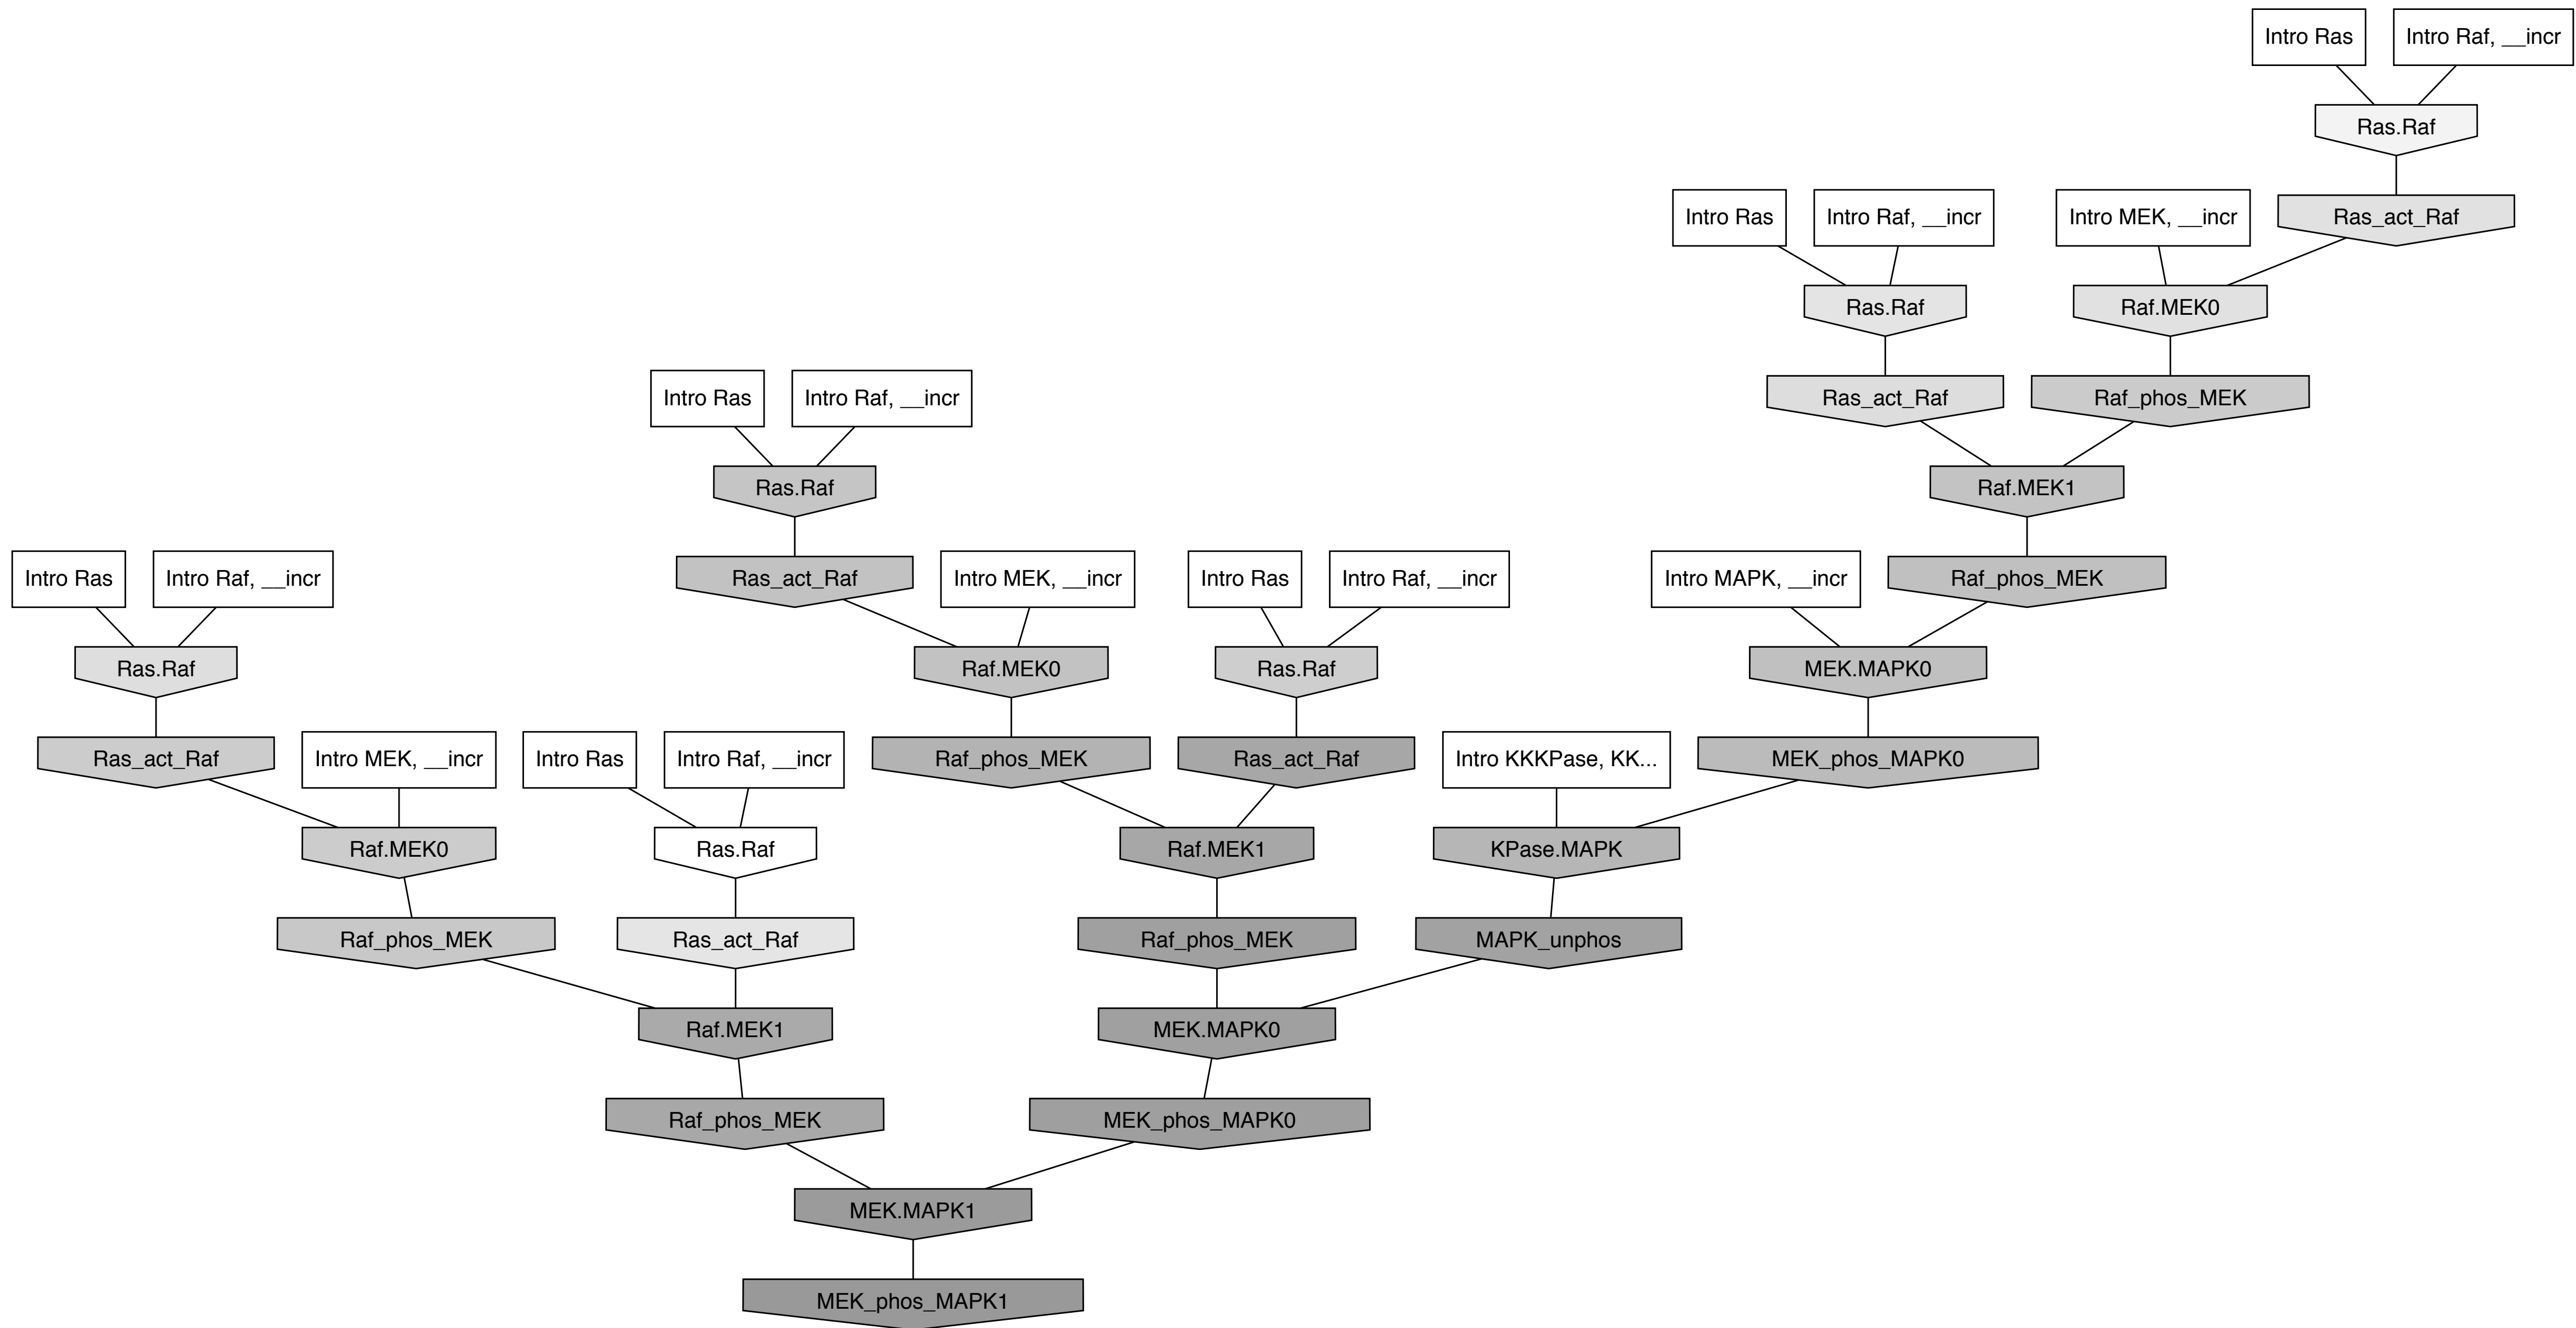 Intro Ras
Intro Raf, __incr
Ras.Raf
Intro Ras
Intro Raf, __incr
Intro MEK, __incr
Ras_act_Raf
Ras.Raf
Raf.MEK0
Intro Ras
Intro Raf, __incr
Ras_act_Raf
Raf_phos_MEK
Ras.Raf
Raf.MEK1
Intro Ras
Intro Raf, __incr
Ras_act_Raf
Intro MEK, __incr
Intro Ras
Intro Raf, __incr
Intro MAPK, __incr
Raf_phos_MEK
Ras.Raf
Raf.MEK0
Ras.Raf
MEK.MAPK0
Ras_act_Raf
Intro MEK, __incr
Intro Ras
Intro Raf, __incr
Raf_phos_MEK
Ras_act_Raf
Intro KKKPase, KK...
MEK_phos_MAPK0
Raf.MEK0
Ras.Raf
Raf.MEK1
KPase.MAPK
Raf_phos_MEK
Ras_act_Raf
Raf_phos_MEK
MAPK_unphos
Raf.MEK1
MEK.MAPK0
Raf_phos_MEK
MEK_phos_MAPK0
MEK.MAPK1
MEK_phos_MAPK1